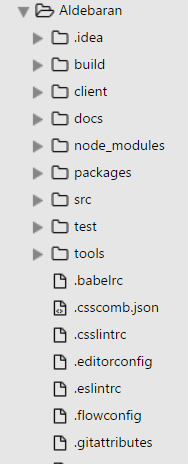 Aldebaran
.idea
build
client
docs
node_modules
packages
src
test
tools
.babelrc
.csscomb.json
.csslintrc
.editorconfig
.eslintrc
.flowconfig
.gitattributes